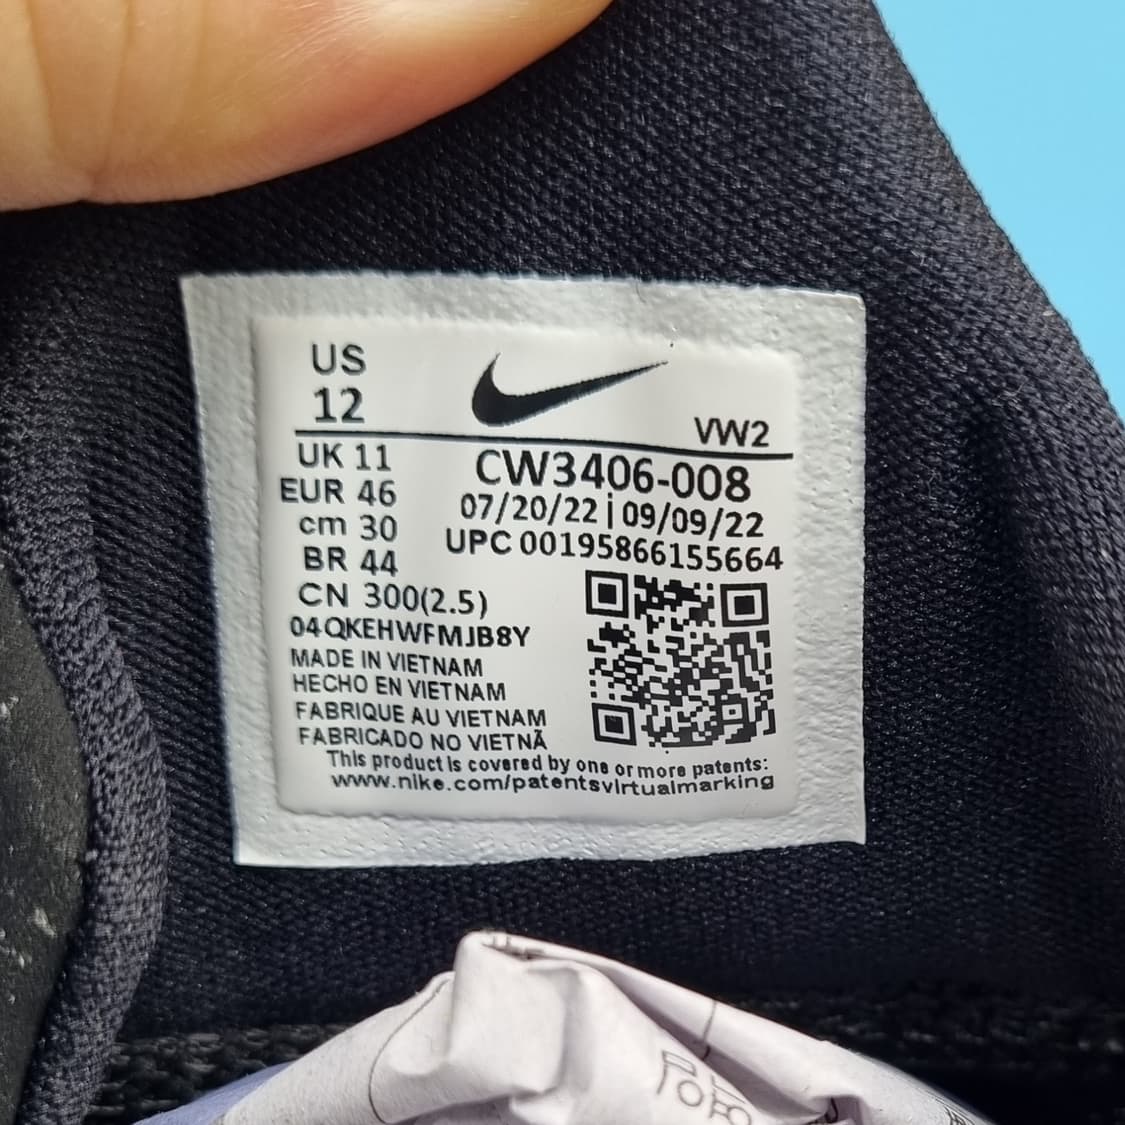 US
12
VW2
UK 11
EUR 46
cm 30
BR 44
CN 300(2.5)
CW3406-008
07/20/22 | 09/09/22
UPC 00195866155664
04QKEHWFMJB8Y
MADE IN VIETNAM
HECHO EN VIETNAM
FABRIQUE AU VIETNAM
FABRICADO NO VIETNÃ
This product is covered by one or more patents:
www.nike.com/patentsvirtualmarking